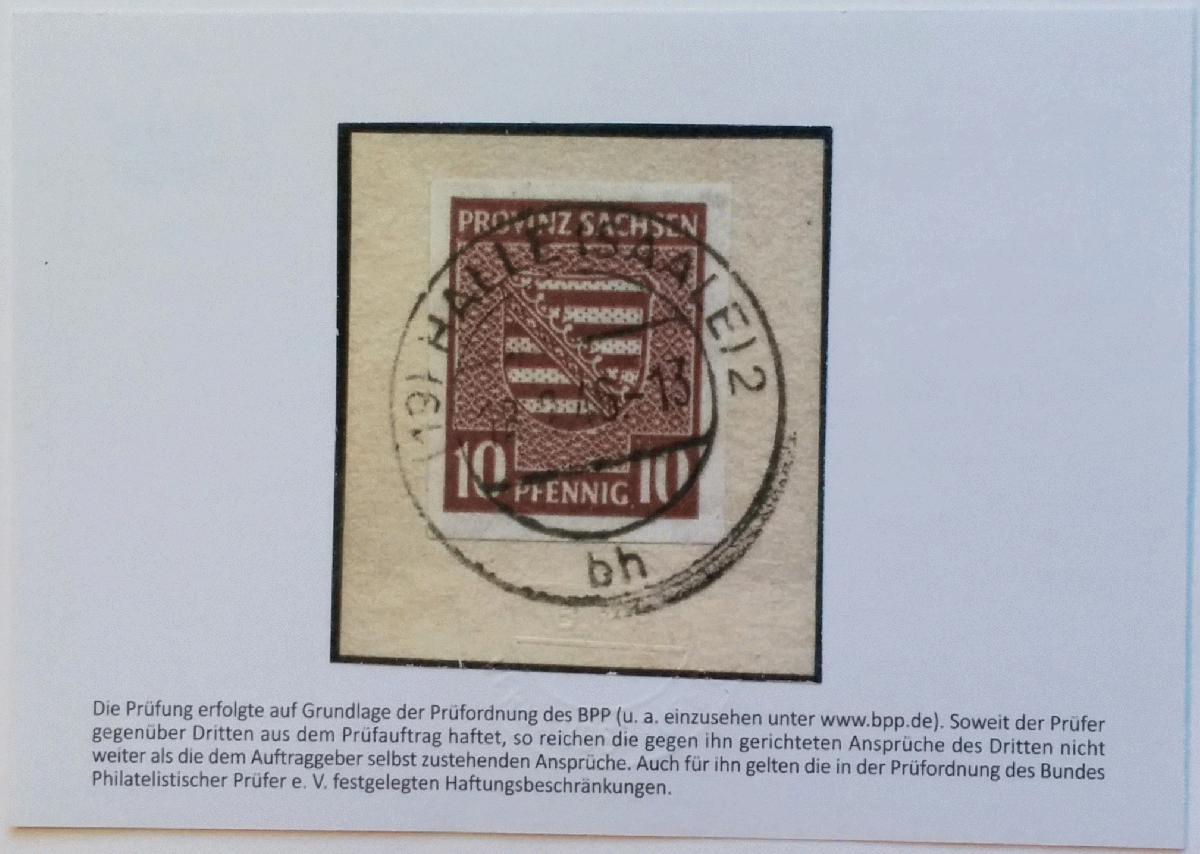 PROVINZ SACHSEN
(19) HALLE (SAALE) 2
-13
10 PFENNIG 10
bh
Die Prüfung erfolgte auf Grundlage der Prüfordnung des BPP (u. a. einzusehen unter www.bpp.de). Soweit der Prüfer
gegenüber Dritten aus dem Prüfauftrag haftet, so reichen die gegen ihn gerichteten Ansprüche des Dritten nicht
weiter als die dem Auftraggeber selbst zustehenden Ansprüche. Auch für ihn gelten die in der Prüfordnung des Bundes
Philatelistischer Prüfer e. V. festgelegten Haftungsbeschränkungen.